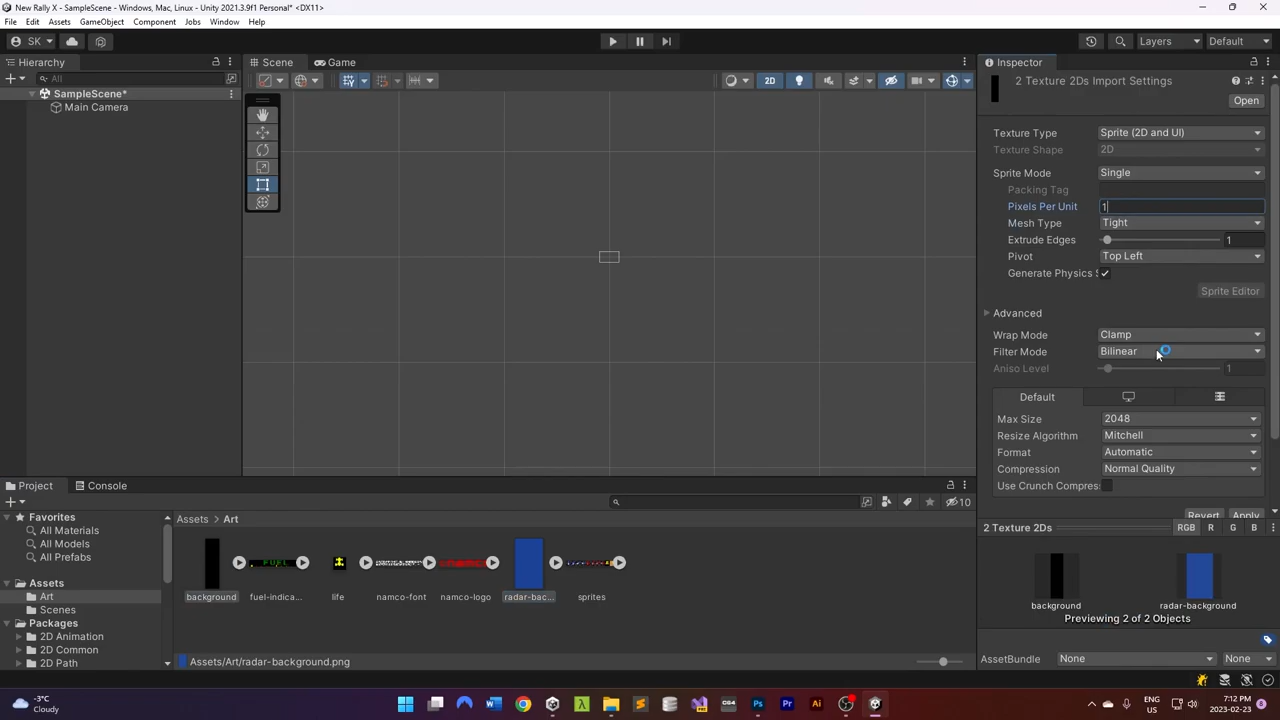 New Rally X - SampleScene - Windows, Mac, Linux - Unity 2021.3.9f1 Personal* <DX11>
File Edit Assets GameObject Component Jobs Window Help
SK Layers Default
Hierarchy
All
SampleScene*
Main Camera
Scene Game
2D
Inspector
2 Texture 2Ds Import Settings
Open
Texture Type Sprite (2D and UI)
Texture Shape 2D
Sprite Mode Single
Packing Tag
Pixels Per Unit 1
Mesh Type Tight
Extrude Edges 1
Pivot Top Left
Generate Physics S
Sprite Editor
Advanced
Wrap Mode Clamp
Filter Mode Bilinear
Aniso Level 1
Default
Max Size 2048
Resize Algorithm Mitchell
Format Automatic
Compression Normal Quality
Use Crunch Compres
Revert Apply
2 Texture 2Ds RGB R G B
background radar-background
Previewing 2 of 2 Objects
AssetBundle None None
Project Console
10
Favorites
All Materials
All Models
All Prefabs
Assets
Art
Scenes
Packages
2D Animation
2D Common
2D Path
Assets > Art
FUEL
background fuel-indica... life namco-font namco-logo radar-bac... sprites
Assets/Art/radar-background.png
-3°C
Cloudy
ENG
US
7:12 PM
2023-02-23